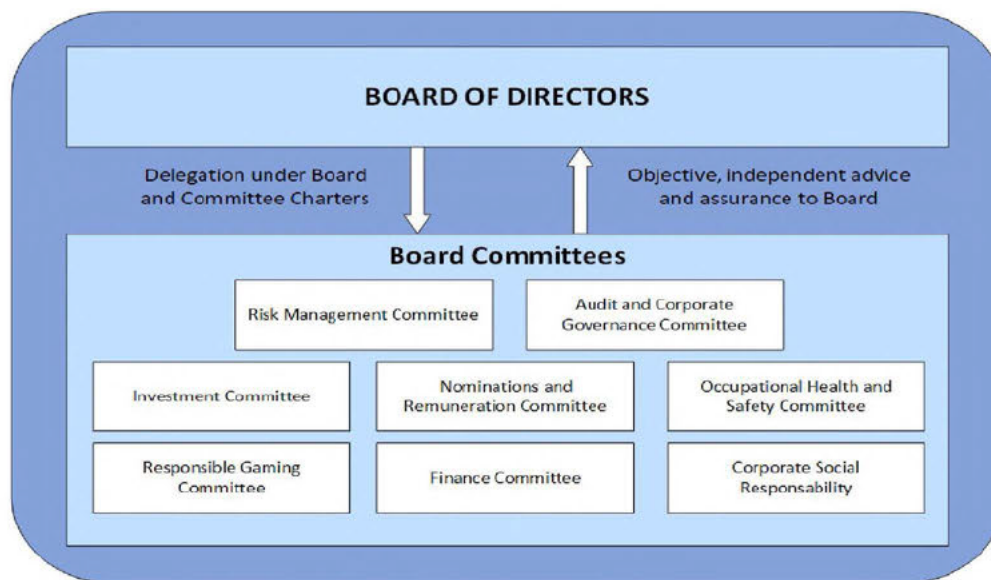 BOARD OF DIRECTORS
Delegation under Board
and Committee Charters
Objective, independent advice
and assurance to Board
Board Committees
Risk Management Committee
Audit and Corporate
Governance Committee
Investment Committee
Nominations and
Remuneration Committee
Occupational Health and
Safety Committee
Responsible Gaming
Committee
Finance Committee
Corporate Social
Responsability